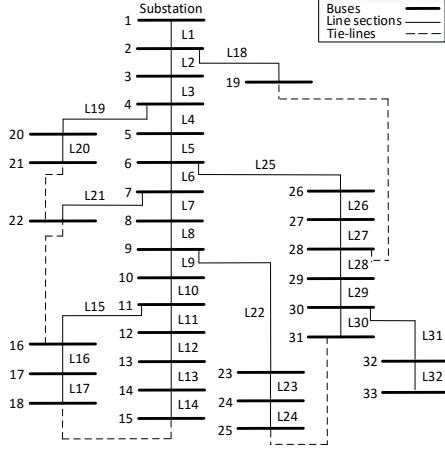 Substation
Buses
Line sections
Tie-lines
1
L1
2
L18
L2
3
19
L3
L19
4
20
L4
L20
5
21
L5
6
L25
L6
26
L21
7
L26
22
L7
27
8
L27
L8
28
9
L9
L28
29
10
L10
L29
L15
11
L22
30
L11
L30
16
12
31
L31
L16
L12
32
17
13
23
L17
L13
L23
L32
18
14
24
33
L14
L24
15
25